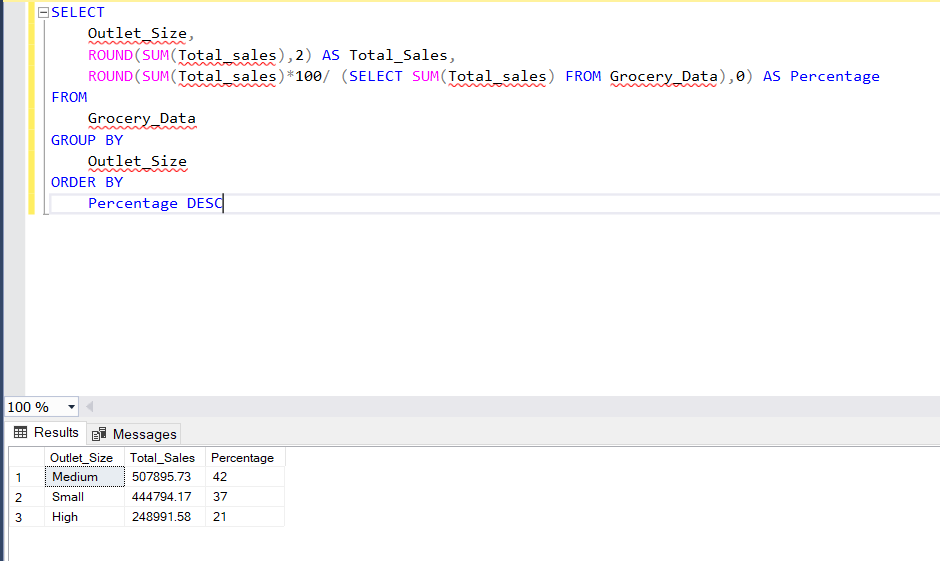 SELECT
Outlet_Size,
ROUND(SUM(Total_sales),2) AS Total_Sales,
ROUND(SUM(Total_sales)*100/ (SELECT SUM(Total_sales) FROM Grocery_Data),0) AS Percentage
FROM
Grocery_Data
GROUP BY
Outlet_Size
ORDER BY
Percentage DESC
100 %
Results Messages
Outlet_Size Total_Sales Percentage
1 Medium 507895.73 42
2 Small 444794.17 37
3 High 248991.58 21